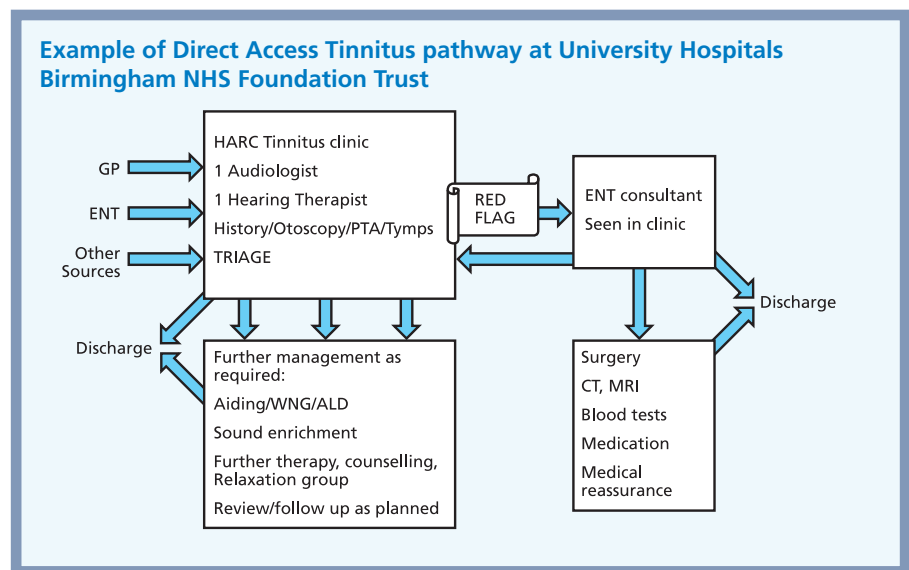 Example of Direct Access Tinnitus pathway at University Hospitals
Birmingham NHS Foundation Trust
GP
ENT
Other
Sources
HARC Tinnitus clinic
1 Audiologist
1 Hearing Therapist
History/Otoscopy/PTA/Tymps
TRIAGE
RED
FLAG
ENT consultant
Seen in clinic
Discharge
Discharge
Further management as
required:
Aiding/WNG/ALD
Sound enrichment
Further therapy, counselling,
Relaxation group
Review/follow up as planned
Surgery
CT, MRI
Blood tests
Medication
Medical
reassurance